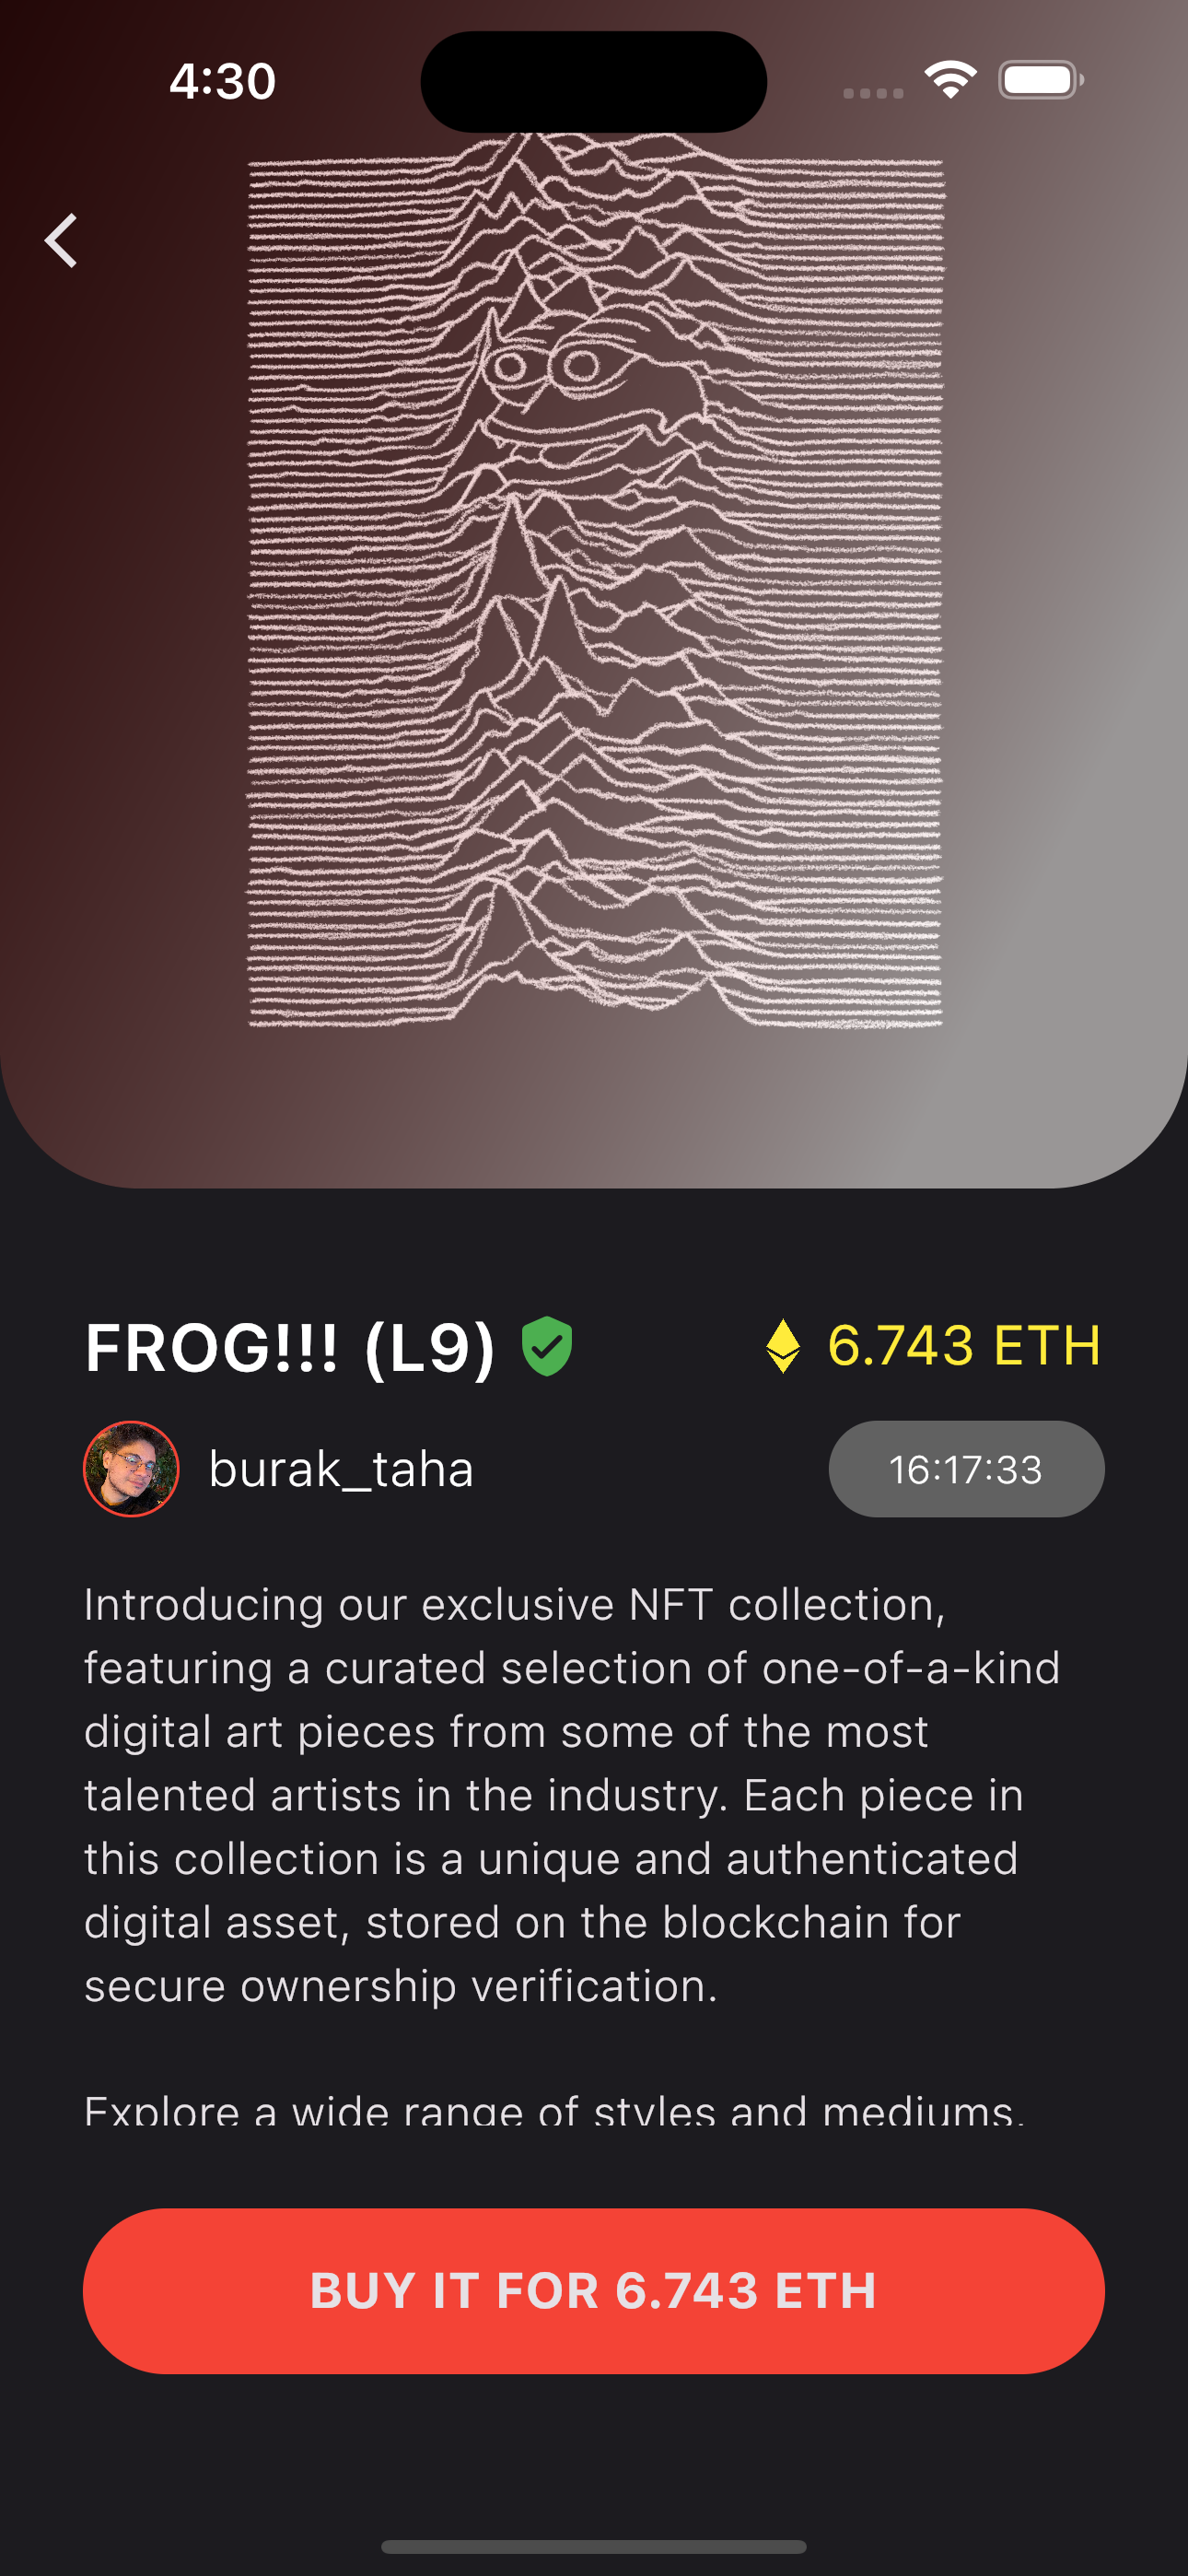 4:30
FROG!!! (L9)
6.743 ETH
burak_taha
16:17:33
Introducing our exclusive NFT collection,
featuring a curated selection of one-of-a-kind
digital art pieces from some of the most
talented artists in the industry. Each piece in
this collection is a unique and authenticated
digital asset, stored on the blockchain for
secure ownership verification.
Explore a wide range of styles and mediums,
BUY IT FOR 6.743 ETH